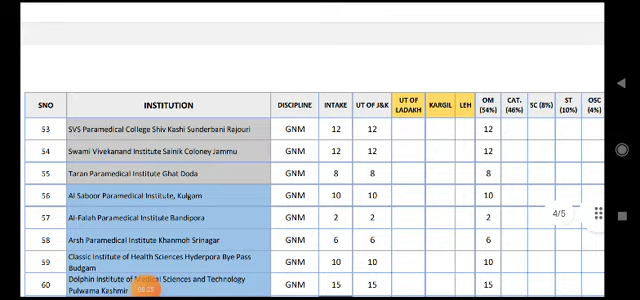 SNO INSTITUTION DISCIPLINE INTAKE UT OF J&K UT OF LADAKH KARGIL LEH OM (54%) CAT. (46%) SC (8%) ST (10%) OSC (4%)
53 SVS Paramedical College Shiv Kashi Sunderbani Rajouri GNM 12 12 12
54 Swami Vivekanand Institute Sainik Coloney Jammu GNM 12 12 12
55 Taran Paramedical Institute Ghat Doda GNM 8 8 8
56 Al Saboor Paramedical Institute, Kulgam GNM 10 10 10
4/5
57 Al-Falah Paramedical Institute Bandipora GNM 2 2 2
58 Arsh Paramedical Institute Khanmoh Srinagar GNM 6 6 6
59 Classic Institute of Health Sciences Hyderpora Bye Pass Budgam GNM 10 10 10
60 Dolphin Institute of Medical Sciences and Technology Pulwama Kashmir GNM 15 15 15